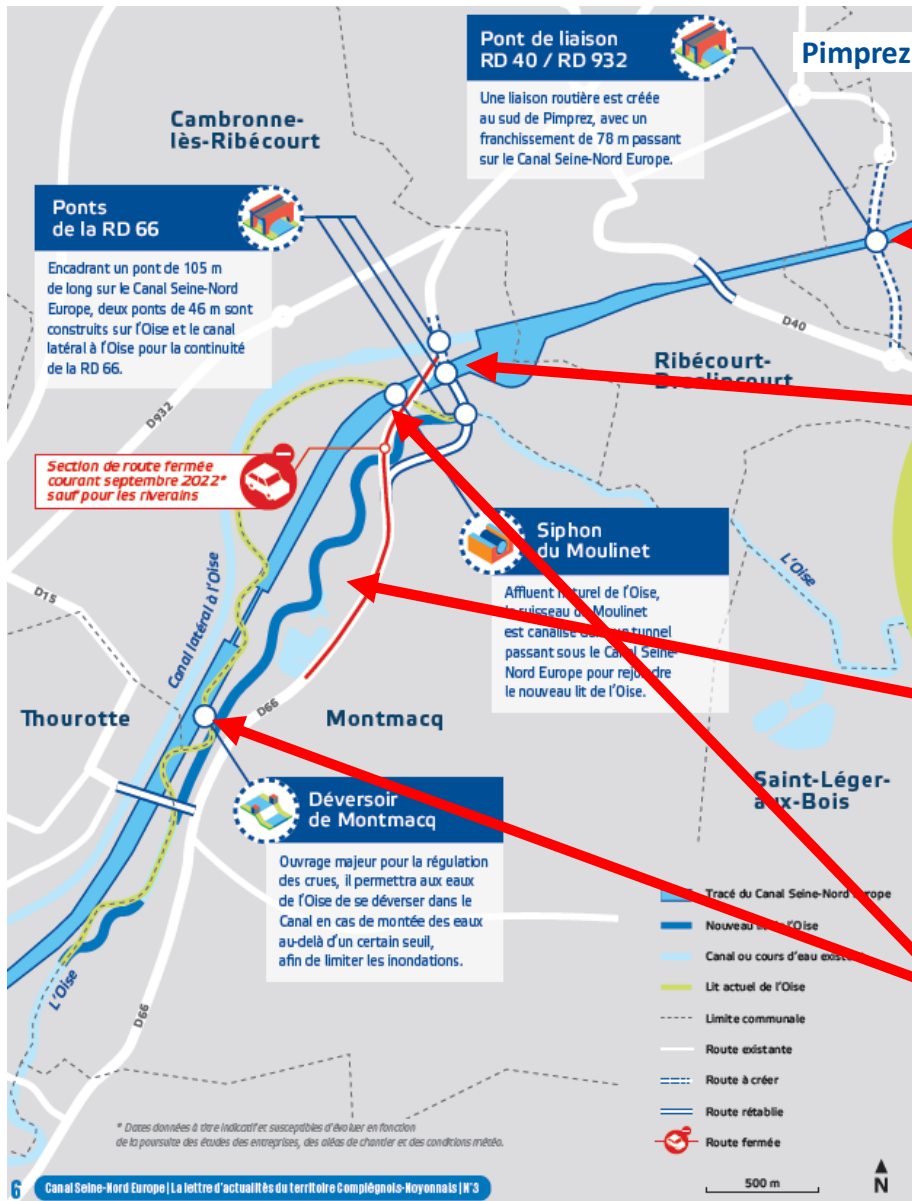 Pont de liaison
RD 40 / RD 932
Une liaison routière est créée
au sud de Pimprez, avec un
franchissement de 78 m passant
sur le Canal Seine-Nord Europe.
Pimprez
Cambronne-
lès-Ribécourt
Ponts
de la RD 66
Encadrant un pont de 105 m
de long sur le Canal Seine-Nord
Europe, deux ponts de 46 m sont
construits sur l'Oise et le canal
latéral à l'Oise pour la continuité
de la RD 66.
D40
Ribécourt-
D932
Section de route fermée
courant septembre 2022*
sauf pour les riverains
Siphon
du Moulinet
Affluent naturel de l'Oise,
le ruisseau du Moulinet
est canalisé dans un tunnel
passant sous le Canal Seine-
Nord Europe pour rejoindre
le nouveau lit de l'Oise.
L'Oise
D15
Canal latéral à l'Oise
D66
Thourotte
Montmacq
Saint-Léger-
aux-Bois
Déversoir
de Montmacq
Ouvrage majeur pour la régulation
des crues, il permettra aux eaux
de l'Oise de se déverser dans le
Canal en cas de montée des eaux
au-delà d'un certain seuil,
afin de limiter les inondations.
L'Oise
D66
Tracé du Canal Seine-Nord Europe
Nouveau lit de l'Oise
Canal ou cours d'eau existant
Lit actuel de l'Oise
Limite communale
Route existante
Route à créer
Route rétablie
Route fermée
* Dates données à titre indicatif et susceptibles d'évoluer en fonction
de la poursuite des études des entreprises, des aléas de chantier et des conditions météo.
6 Canal Seine-Nord Europe | La lettre d'actualités du territoire Compiégnois-Noyonnais | N°3
500 m
N